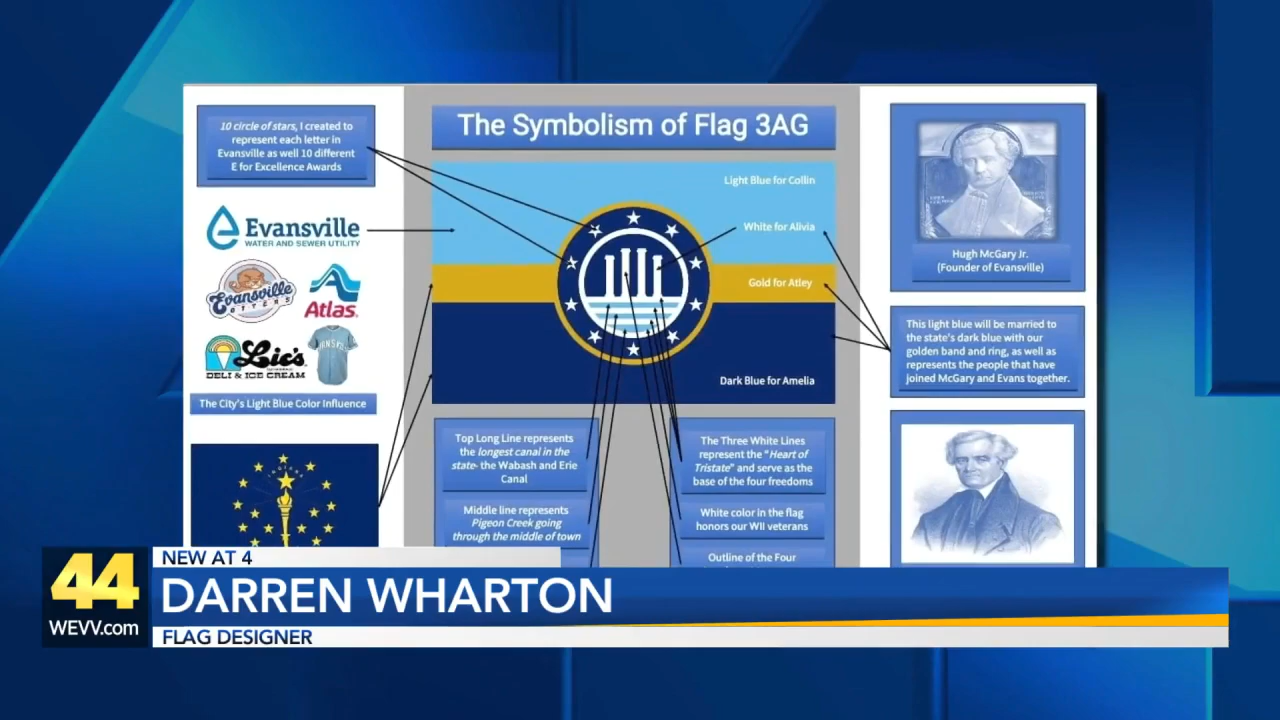 The Symbolism of Flag 3AG
10 circle of stars, I created to
represent each letter in
Evansville as well 10 different
E for Excellence Awards
Evansville
WATER AND SEWER UTILITY
Evansville
OTTERS
Atlas.
Lic's
DELI & ICE CREAM
The City's Light Blue Color Influence
Light Blue for Collin
White for Alivia
Gold for Atley
Dark Blue for Amelia
Top Long Line represents
the longest canal in the
state- the Wabash and Erie
Canal
Middle line represents
Pigeon Creek going
through the middle of town
The Three White Lines
represent the "Heart of
Tristate" and serve as the
base of the four freedoms
White color in the flag
honors our WII veterans
Outline of the Four
Hugh McGary Jr.
(Founder of Evansville)
This light blue will be married to
the state's dark blue with our
golden band and ring, as well as
represents the people that have
joined McGary and Evans together.
44
WEVV.com
NEW AT 4
DARREN WHARTON
FLAG DESIGNER